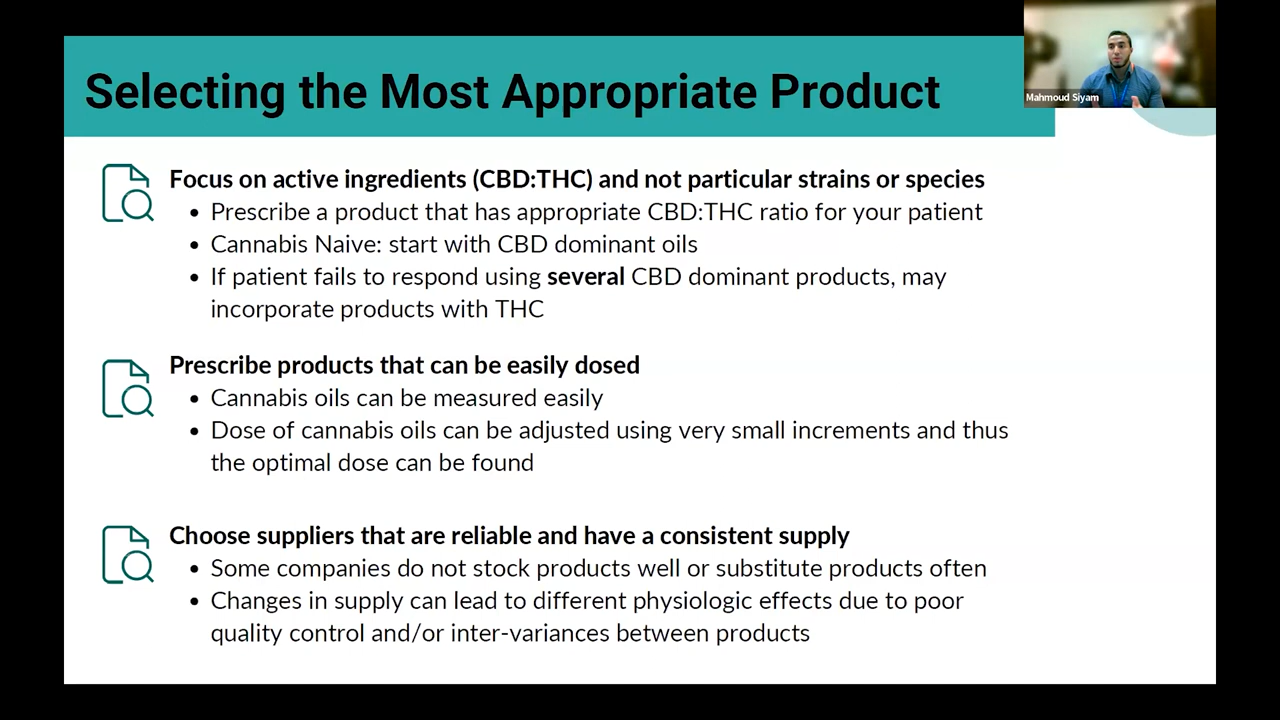 Selecting the Most Appropriate Product
Mahmoud Siyam
Focus on active ingredients (CBD:THC) and not particular strains or species
• Prescribe a product that has appropriate CBD:THC ratio for your patient
• Cannabis Naive: start with CBD dominant oils
• If patient fails to respond using several CBD dominant products, may
incorporate products with THC
Prescribe products that can be easily dosed
• Cannabis oils can be measured easily
• Dose of cannabis oils can be adjusted using very small increments and thus
the optimal dose can be found
Choose suppliers that are reliable and have a consistent supply
• Some companies do not stock products well or substitute products often
• Changes in supply can lead to different physiologic effects due to poor
quality control and/or inter-variances between products